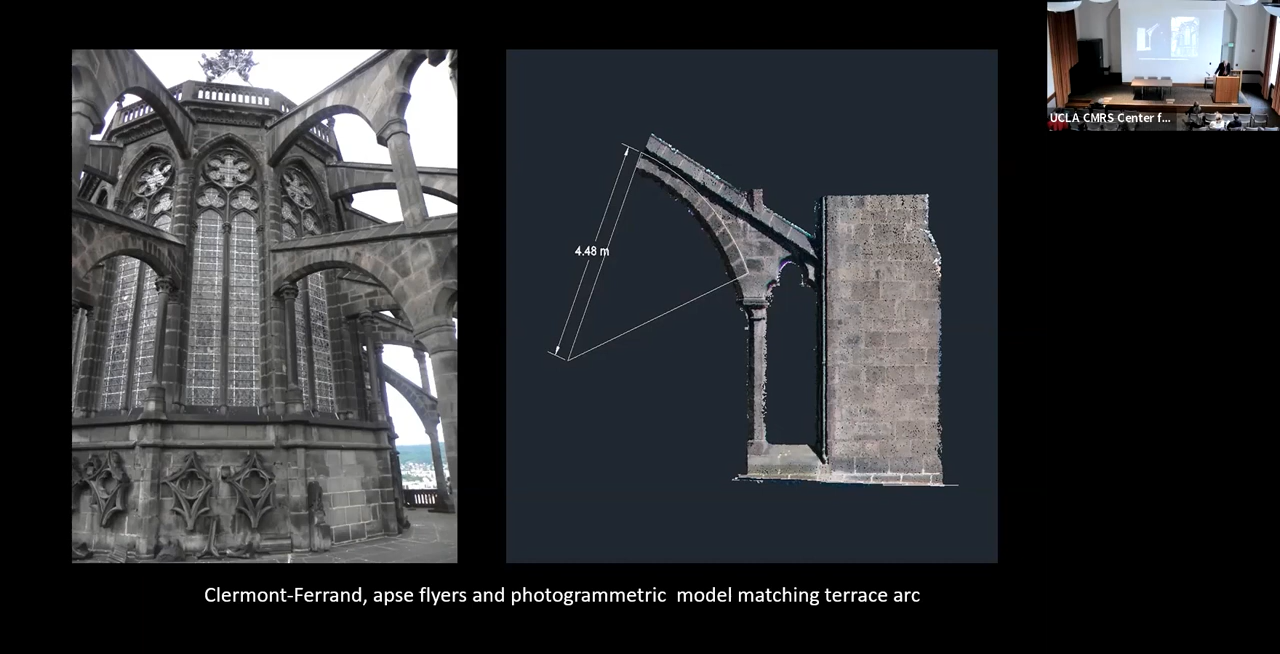 UCLA CMRS Center f...
4.48 m
Clermont-Ferrand, apse flyers and photogrammetric  model matching terrace arc